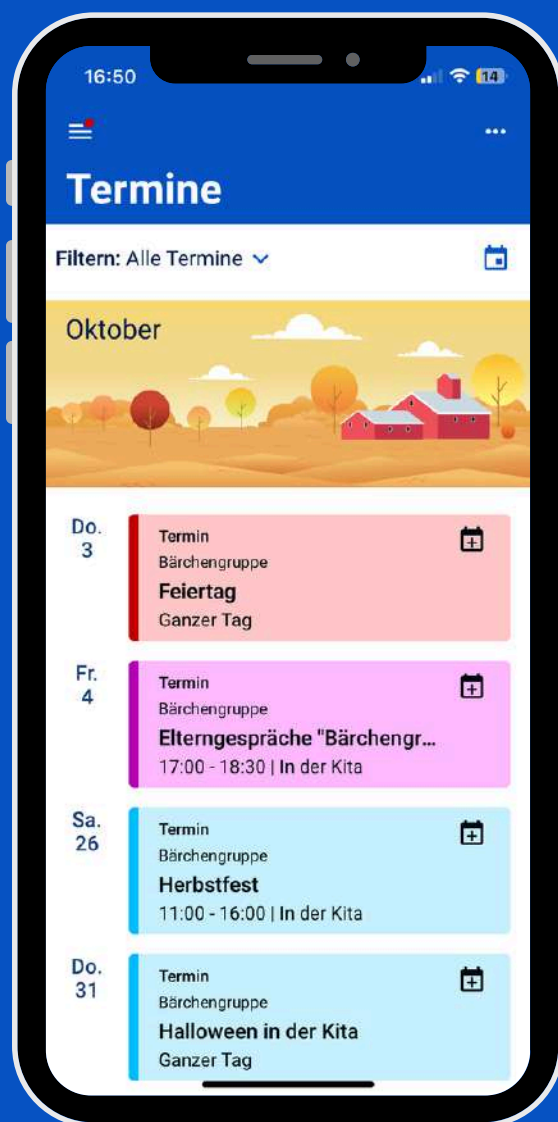 16:50
14
Termine
Filtern: Alle Termine
Oktober
Do.
3
Termin
Bärchengruppe
Feiertag
Ganzer Tag
Fr.
4
Termin
Bärchengruppe
Elterngespräche "Bärchengr...
17:00 - 18:30 | In der Kita
Sa.
26
Termin
Bärchengruppe
Herbstfest
11:00 - 16:00 | In der Kita
Do.
31
Termin
Bärchengruppe
Halloween in der Kita
Ganzer Tag